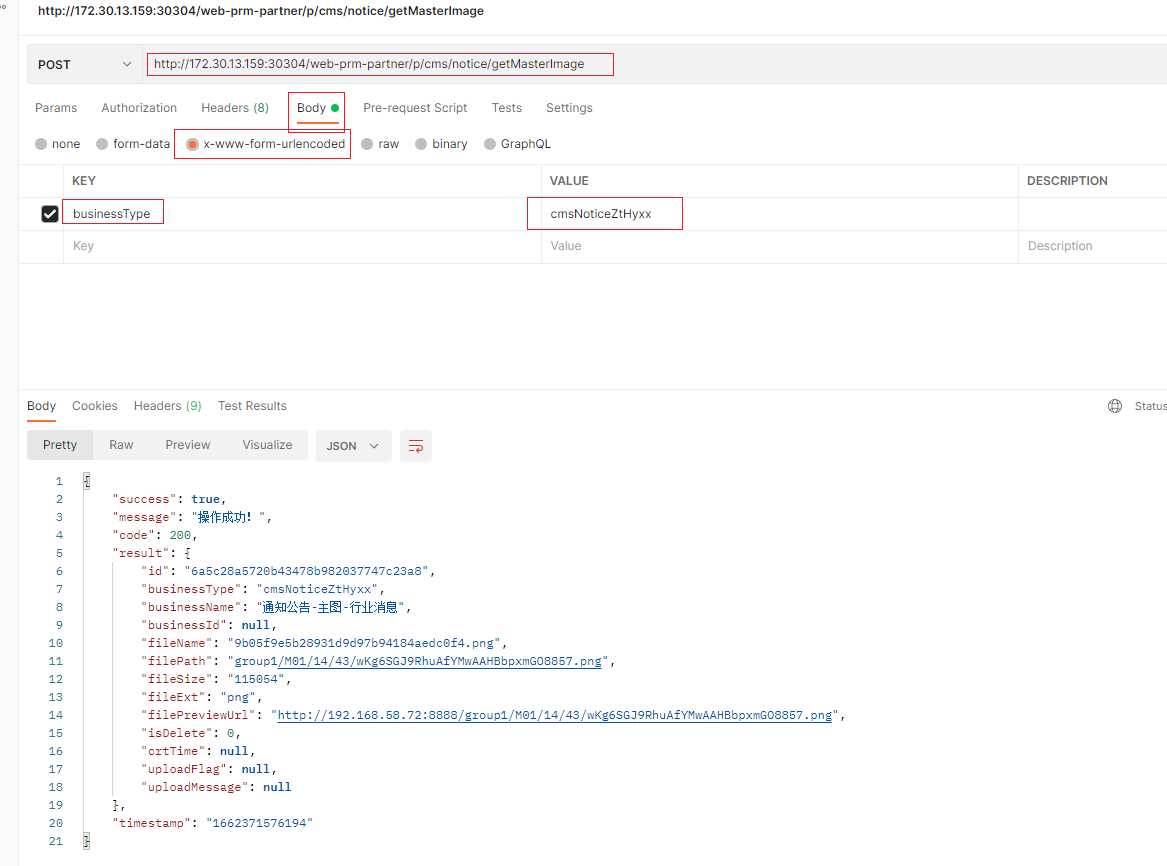 http://172.30.13.159:30304/web-prm-partner/p/cms/notice/getMasterImage
POST http://172.30.13.159:30304/web-prm-partner/p/cms/notice/getMasterImage
Params Authorization Headers (8) Body Pre-request Script Tests Settings
none form-data x-www-form-urlencoded raw binary GraphQL
KEY VALUE DESCRIPTION
businessType cmsNoticeZtHyxx
Key Value Description
Body Cookies Headers (9) Test Results Status
Pretty Raw Preview Visualize JSON
1 {
2 "success": true,
3 "message": "操作成功！",
4 "code": 200,
5 "result": {
6 "id": "6a5c28a5720b43478b982037747c23a8",
7 "businessType": "cmsNoticeZtHyxx",
8 "businessName": "通知公告-主图-行业消息",
9 "businessId": null,
10 "fileName": "9b05f9e5b28931d9d97b94184aedc0f4.png",
11 "filePath": "group1/M01/14/43/wKg6SGJ9RhuAfYMwAAHBbpxmGO8857.png",
12 "fileSize": "115054",
13 "fileExt": "png",
14 "filePreviewUrl": "http://192.168.58.72:8888/group1/M01/14/43/wKg6SGJ9RhuAfYMwAAHBbpxmGO8857.png",
15 "isDelete": 0,
16 "crtTime": null,
17 "uploadFlag": null,
18 "uploadMessage": null
19 },
20 "timestamp": "1662371576194"
21 }